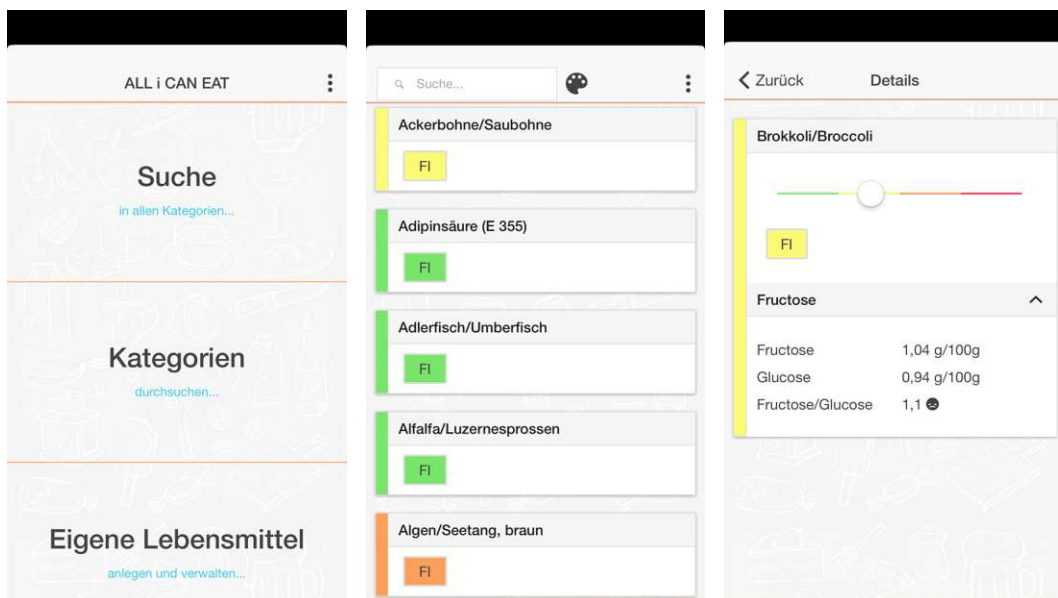 ALL i CAN EAT
Suche
in allen Kategorien...
Kategorien
durchsuchen...
Eigene Lebensmittel
anlegen und verwalten...
Suche...
Ackerbohne/Saubohne
FI
Adipinsäure (E 355)
FI
Adlerfisch/Umberfisch
FI
Alfalfa/Luzernesprossen
FI
Algen/Seetang, braun
FI
Zurück Details
Brokkoli/Broccoli
FI
Fructose
Fructose 1,04 g/100g
Glucose 0,94 g/100g
Fructose/Glucose 1,1